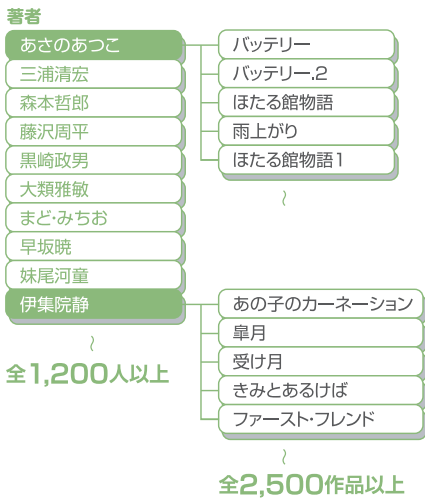 著者
あさのあつこ
三浦清宏
森本哲郎
藤沢周平
黒崎政男
大類雅敏
まど・みちお
早坂暁
妹尾河童
伊集院静
〜
全1,200人以上
バッテリー
バッテリー.2
ほたる館物語
雨上がり
ほたる館物語1
〜
あの子のカーネーション
皐月
受け月
きみとあるけば
ファースト・フレンド
〜
全2,500作品以上